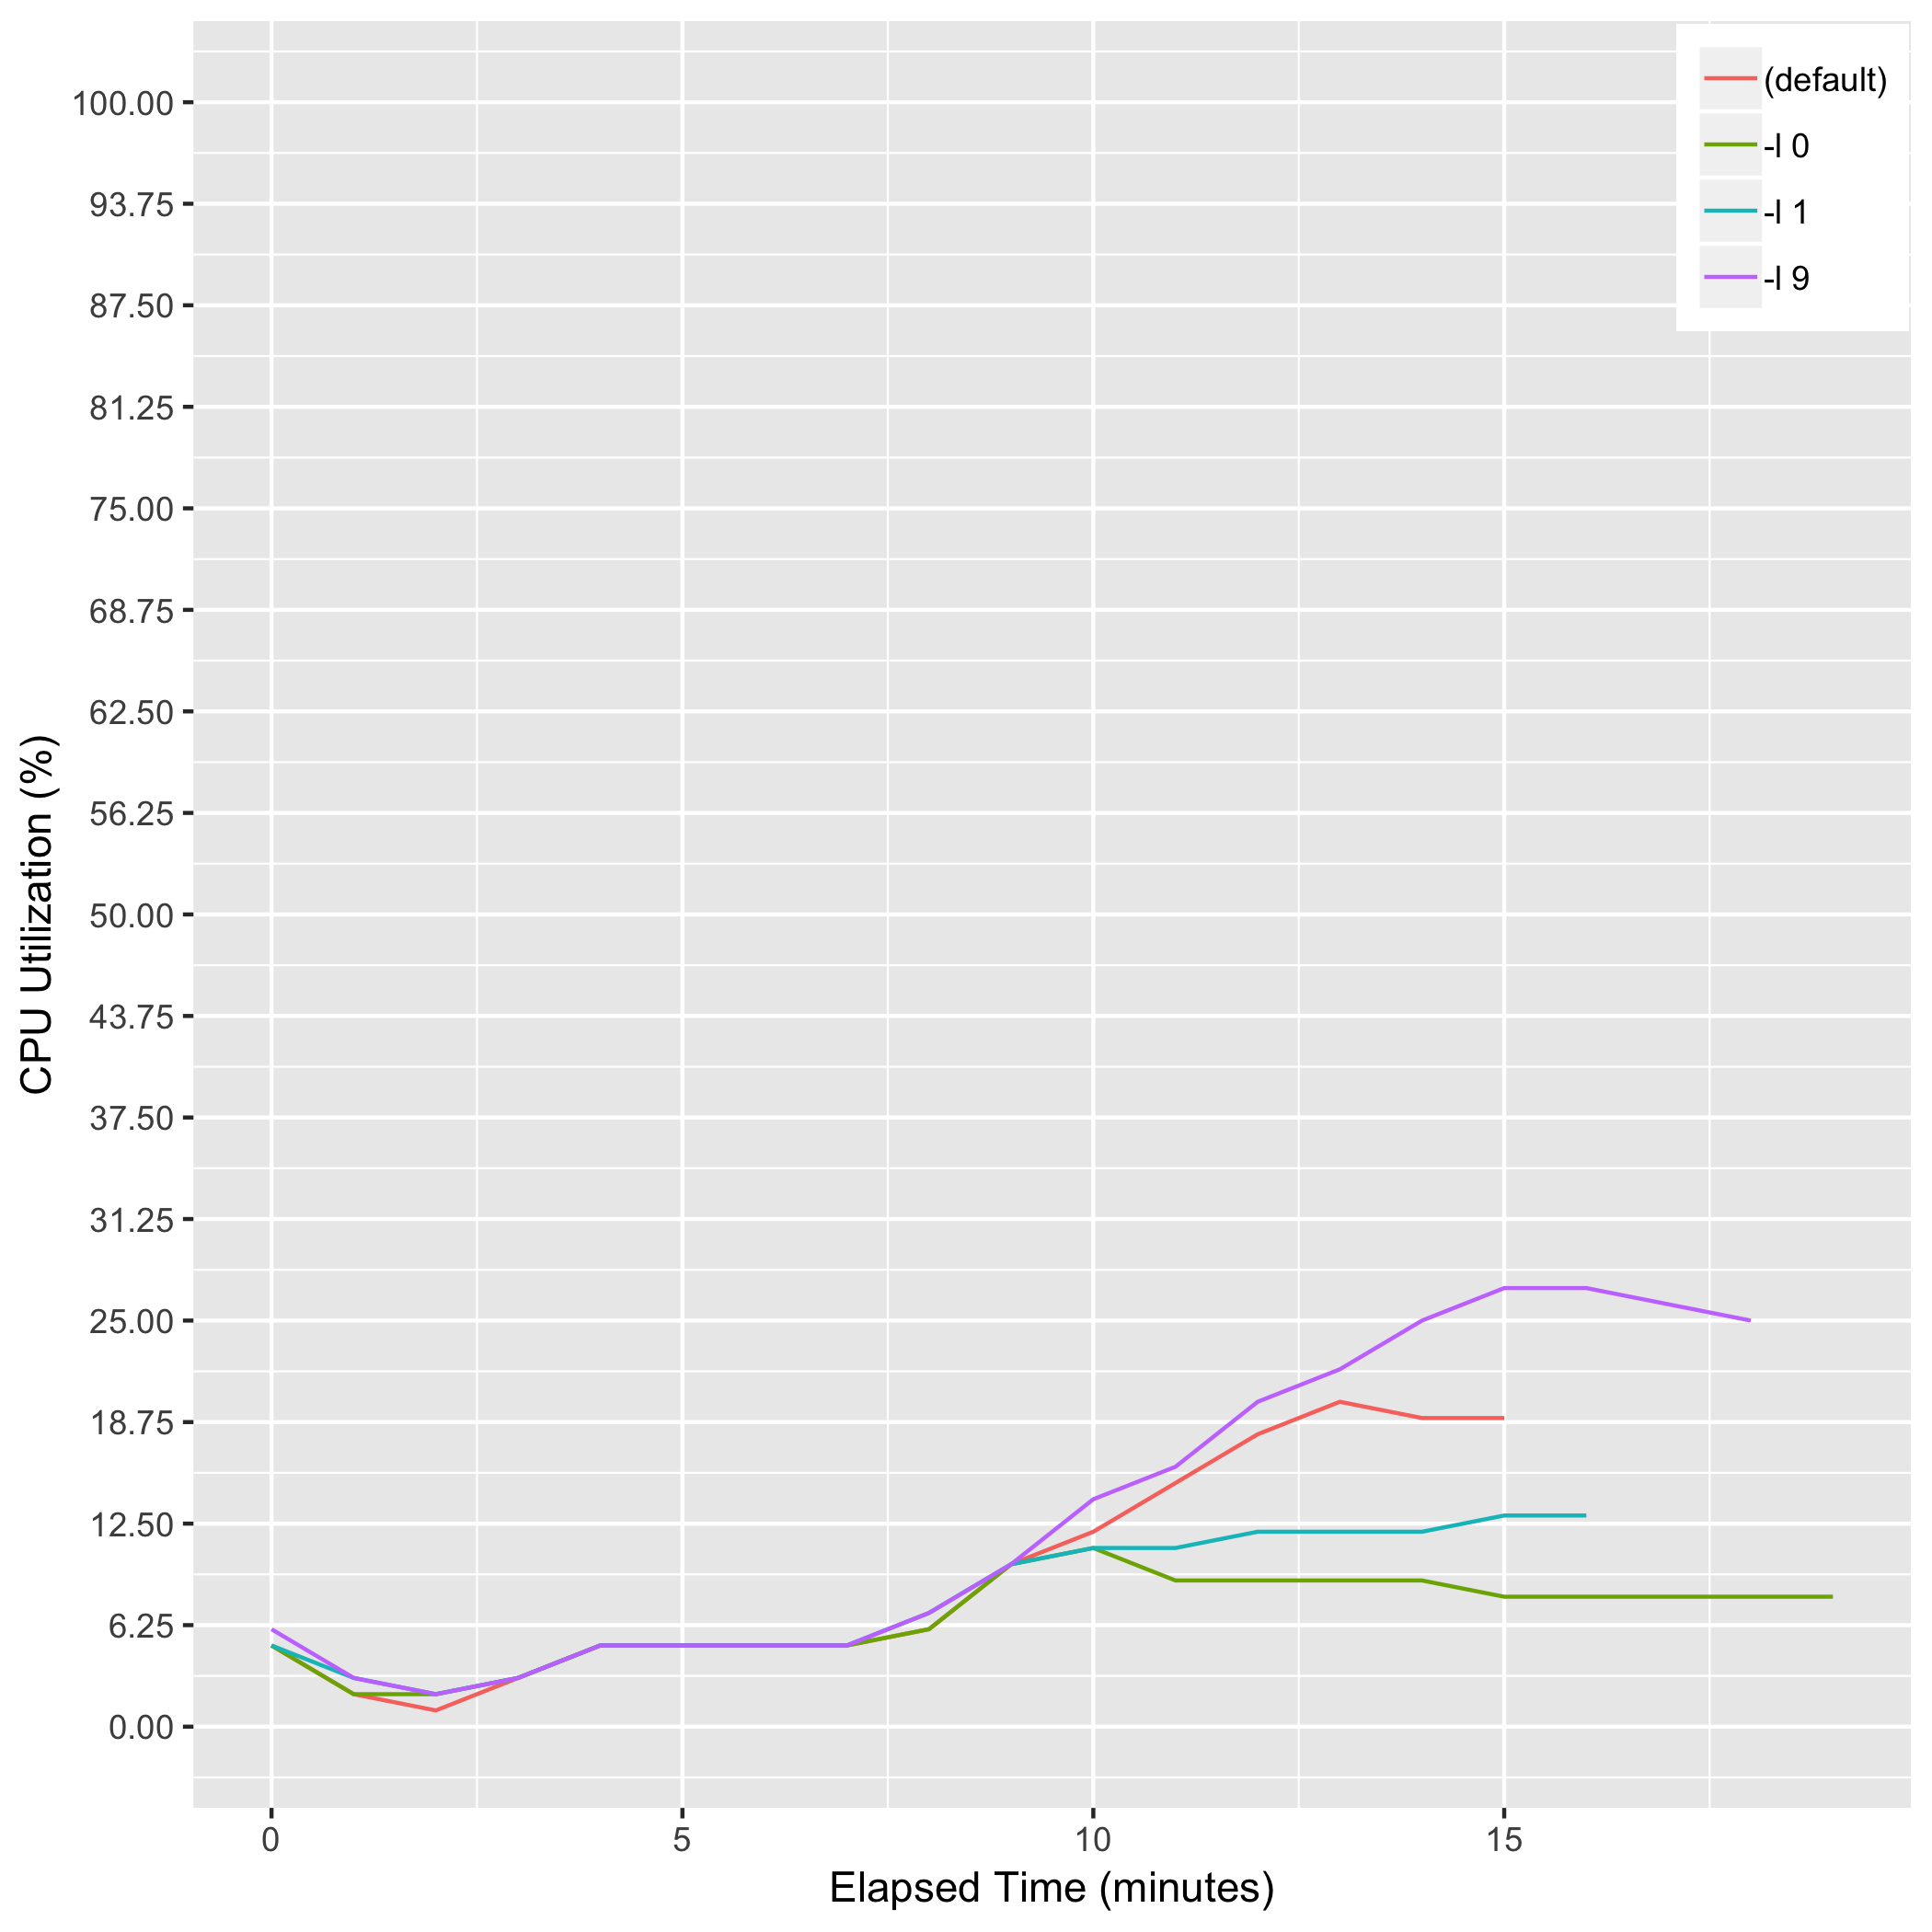 (default)
-l 0
-l 1
-l 9
100.00
93.75
87.50
81.25
75.00
68.75
62.50
56.25
50.00
43.75
37.50
31.25
25.00
18.75
12.50
6.25
0.00
CPU Utilization (%)
0 5 10 15
Elapsed Time (minutes)